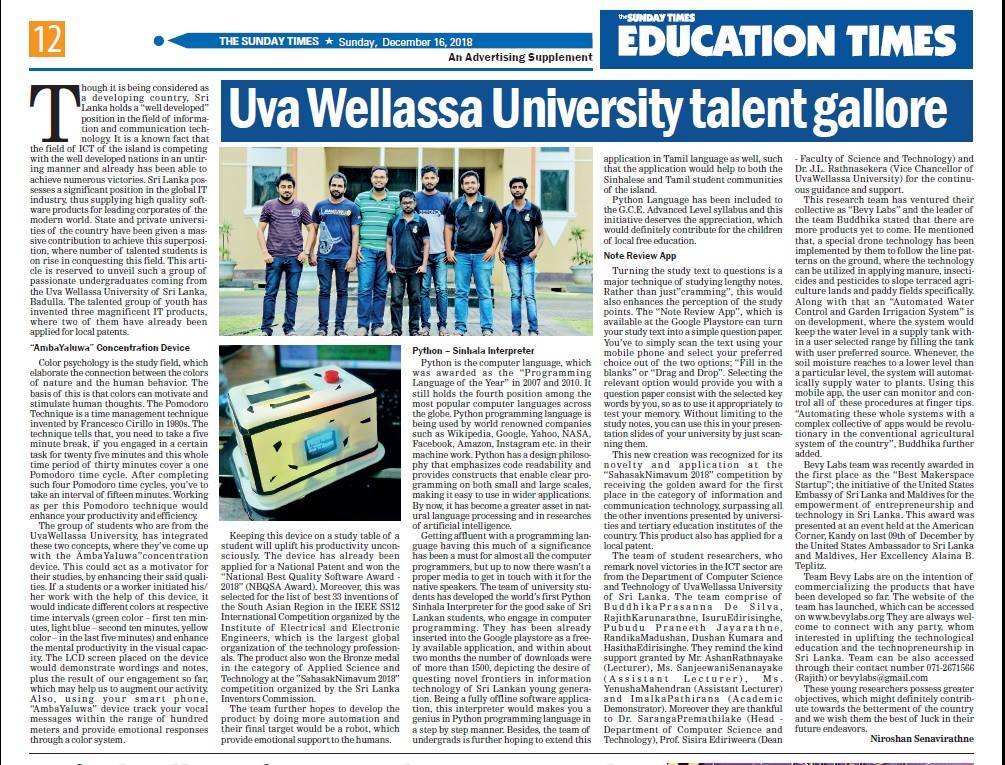 12
THE SUNDAY TIMES ★ Sunday, December 16, 2018
An Advertising Supplement
the SUNDAY TIMES
EDUCATION TIMES
Uva Wellassa University talent gallore
Though it is being considered as
a developing country, Sri
Lanka holds a "well developed"
position in the field of informa-
tion and communication tech-
nology. It is a known fact that
the field of ICT of the island is competing
with the well developed nations in an untir-
ing manner and already has been able to
achieve numerous victories. Sri Lanka pos-
sesses a significant position in the global IT
industry, thus supplying high quality soft-
ware products for leading corporates of the
modern world. State and private universi-
ties of the country have been given a mas-
sive contribution to achieve this superposi-
tion, where number of talented students is
on rise in conquesting this field. This arti-
cle is reserved to unveil such a group of
passionate undergraduates coming from
the Uva Wellassa University of Sri Lanka,
Badulla. The talented group of youth has
invented three magnificent IT products,
where two of them have already been
applied for local patents.
"AmbaYaluwa" Concentration Device
Color psychology is the study field, which
elaborate the connection between the colors
of nature and the human behavior. The
basis of this is that colors can motivate and
stimulate human thoughts. The Pomodoro
Technique is a time management technique
invented by Francesco Cirillo in 1980s. The
technique tells that, you need to take a five
minute break, if you engaged in a certain
task for twenty five minutes and this whole
time period of thirty minutes cover a one
Pomodoro time cycle. After completing
such four Pomodoro time cycles, you've to
take an interval of fifteen minutes. Working
as per this Pomodoro technique would
enhance your productivity and efficiency.
The group of students who are from the
UvaWellassa University, has integrated
these two concepts, where they've come up
with the AmbaYaluwa"concentration
device. This could act as a motivator for
their studies, by enhancing their said quali-
ties. If a students or a worker initiated his/
her work with the help of this device, it
would indicate different colors at respective
time intervals (green color – first ten min-
utes, light blue – second ten minutes, yellow
color – in the last five minutes) and enhance
the mental productivity in the visual capac-
ity. The LCD screen placed on the device
would demonstrate wordings and notes,
plus the result of our engagement so far,
which may help us to augment our activity.
Also, using your smart phone,
"AmbaYaluwa" device track your vocal
messages within the range of hundred
meters and provide emotional responses
through a color system.
Keeping this device on a study table of a
student will uplift his productivity uncon-
sciously. The device has already been
applied for a National Patent and won the
"National Best Quality Software Award -
2018" (NBQSA Award). Moreover, this was
selected for the list of best 33 inventions of
the South Asian Region in the IEEE SS12
International Competition organized by the
Institute of Electrical and Electronic
Engineers, which is the largest global
organization of the technology profession-
als. The product also won the Bronze medal
in the category of Applied Science and
Technology at the "SahasakNimavum 2018"
competition organized by the Sri Lanka
Inventors Commission.
The team further hopes to develop the
product by doing more automation and
their final target would be a robot, which
provide emotional support to the humans.
Python – Sinhala Interpreter
Python is the computer language, which
was awarded as the "Programming
Language of the Year" in 2007 and 2010. It
still holds the fourth position among the
most popular computer languages across
the globe. Python programming language is
being used by world renowned companies
such as Wikipedia, Google, Yahoo, NASA,
Facebook, Amazon, Instagram etc. in their
machine work. Python has a design philoso-
phy that emphasizes code readability and
provides constructs that enable clear pro-
gramming on both small and large scales,
making it easy to use in wider applications.
By now, it has become a greater asset in nat-
ural language processing and in researches
of artificial intelligence.
Getting affluent with a programming lan-
guage having this much of a significance
has been a must for almost all the computer
programmers, but up to now there wasn't a
proper media to get in touch with it for the
native speakers. The team of university stu-
dents has developed the world's first Python
Sinhala Interpreter for the good sake of Sri
Lankan students, who engage in computer
programming. They has been already
inserted into the Google playstore as a free-
ly available application, and within about
two months the number of downloads were
of more than 1500, depicting the desire of
questing novel frontiers in information
technology of Sri Lankan young genera-
tion. Being a fully offline software applica-
tion, this interpreter would makes you a
genius in Python programming language in
a step by step manner. Besides, the team of
undergrads is further hoping to extend this
application in Tamil language as well, such
that the application would help to both the
Sinhalese and Tamil student communities
of the island.
Python Language has been included to
the G.C.E. Advanced Level syllabus and this
initiative deserves the appreciation, which
would definitely contribute for the children
of local free education.
Note Review App
Turning the study text to questions is a
major technique of studying lengthy notes.
Rather than just"cramming", this would
also enhances the perception of the study
points. The "Note Review App", which is
available at the Google Playstore can turn
your study text into a simple question paper.
You've to simply scan the text using your
mobile phone and select your preferred
choice out of the two options; "Fill in the
blanks" or "Drag and Drop". Selecting the
relevant option would provide you with a
question paper consist with the selected key
words by you, so as to use it appropriately to
test your memory. Without limiting to the
study notes, you can use this in your presen-
tation slides of your university by just scan-
ning them.
This new creation was recognized for its
novelty and application at the
"SahasakNimavum 2018" competition by
receiving the golden award for the first
place in the category of information and
communication technology, surpassing all
the other inventions presented by universi-
ties and tertiary education institutes of the
country. This product also has applied for a
local patent.
The team of student researchers, who
remark novel victories in the ICT sector are
from the Department of Computer Science
and Technology of UvaWellassa University
of Sri Lanka. The team comprise of
BuddhikaPrasanna De Silva,
RajithKarunarathne, IsuruEdirisinghe,
Pubudu Praneeth Jayarathne,
RandikaMadushan, Dushan Kumara and
HasithaEdirisinghe. They remind the kind
support granted by Mr. AshanRathnayake
(Lecturer), Ms. SanjeewaniSenanayake
(Assistant Lecturer), Ms.
YenushaMahendran (Assistant Lecturer)
and ImalkaPathirana (Academic
Demonstrator). Moreover they are thankful
to Dr. SarangaPremathilake (Head -
Department of Computer Science and
Technology), Prof. Sisira Ediriweera (Dean
- Faculty of Science and Technology) and
Dr. J.L. Rathnasekera (Vice Chancellor of
UvaWellassa University) for the continu-
ous guidance and support.
This research team has ventured their
collective as "Bevy Labs" and the leader of
the team Buddhika stated that there are
more products yet to come. He mentioned
that, a special drone technology has been
implemented by them to follow the line pat-
terns on the ground, where the technology
can be utilized in applying manure, insecti-
cides and pesticides to slope terraced agri-
culture lands and paddy fields specifically.
Along with that an "Automated Water
Control and Garden Irrigation System" is
on development, where the system would
keep the water level in a supply tank with-
in a user selected range by filling the tank
with user preferred source. Whenever, the
soil moisture reaches to a lower level than
a particular level, the system will automat-
ically supply water to plants. Using this
mobile app, the user can monitor and con-
trol all of these procedures at finger tips.
"Automating these whole systems with a
complex collective of apps would be revolu-
tionary in the conventional agricultural
system of the country", Buddhika further
added.
Bevy Labs team was recently awarded in
the first place as the "Best Makerspace
Startup"; the initiative of the United States
Embassy of Sri Lanka and Maldives for the
empowerment of entrepreneurship and
technology in Sri Lanka. This award was
presented at an event held at the American
Corner, Kandy on last 09th of December by
the United States Ambassador to Sri Lanka
and Maldives, Her Excellency Alaina B.
Teplitz.
Team Bevy Labs are on the intention of
commercializing the products that have
been developed so far. The website of the
team has launched, which can be accessed
on www.bevylabs.org They are always wel-
come to connect with any party, whom
interested in uplifting the technological
education and the technopreneurship in
Sri Lanka. Team can be also accessed
through their contact number 071-2671566
(Rajith) or bevylabs@gmail.com
These young researchers possess greater
objectives, which might definitely contrib-
ute towards the betterment of the country
and we wish them the best of luck in their
future endeavors.
Niroshan Senavirathne